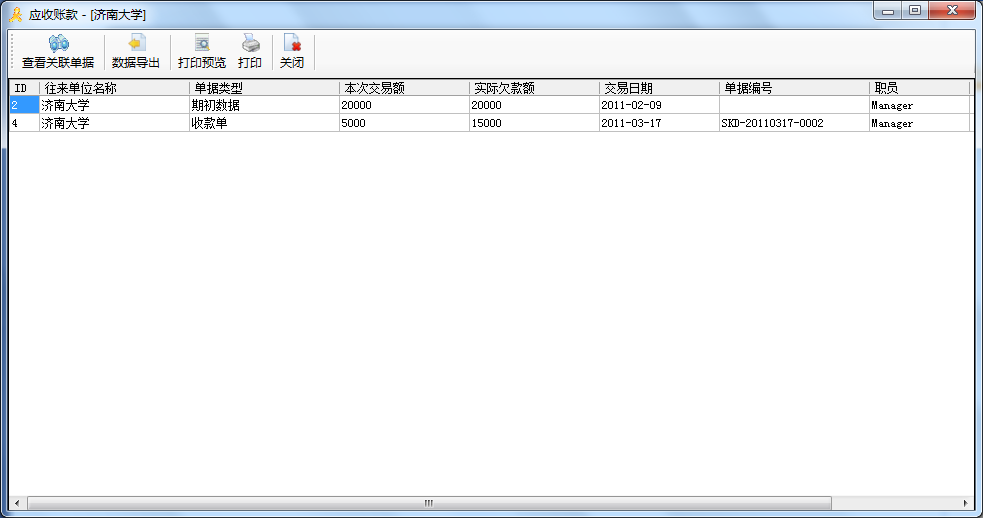 应收账款 - [济南大学]
查看关联单据 数据导出 打印预览 打印 关闭
ID 往来单位名称 单据类型 本次交易额 实际欠款额 交易日期 单据编号 职员
2 济南大学 期初数据 20000 20000 2011-02-09 Manager
4 济南大学 收款单 5000 15000 2011-03-17 SKD-20110317-0002 Manager